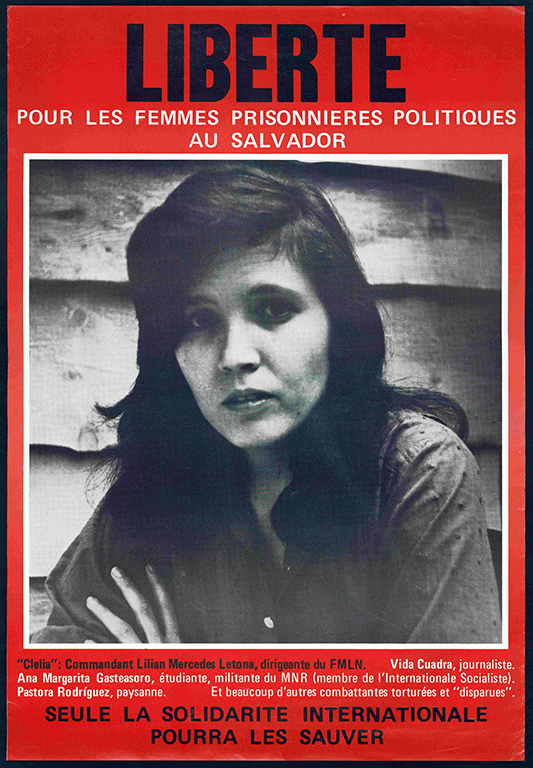 LIBERTE
POUR LES FEMMES PRISONNIERES POLITIQUES
AU SALVADOR
"Clelia": Commandant Lilian Mercedes Letona, dirigeante du FMLN. Vida Cuadra, journaliste.
Ana Margarita Gasteasoro, étudiante, militante du MNR (membre de l'Internationale Socialiste).
Pastora Rodríguez, paysanne. Et beaucoup d'autres combattantes torturées et "disparues".
SEULE LA SOLIDARITE INTERNATIONALE
POURRA LES SAUVER